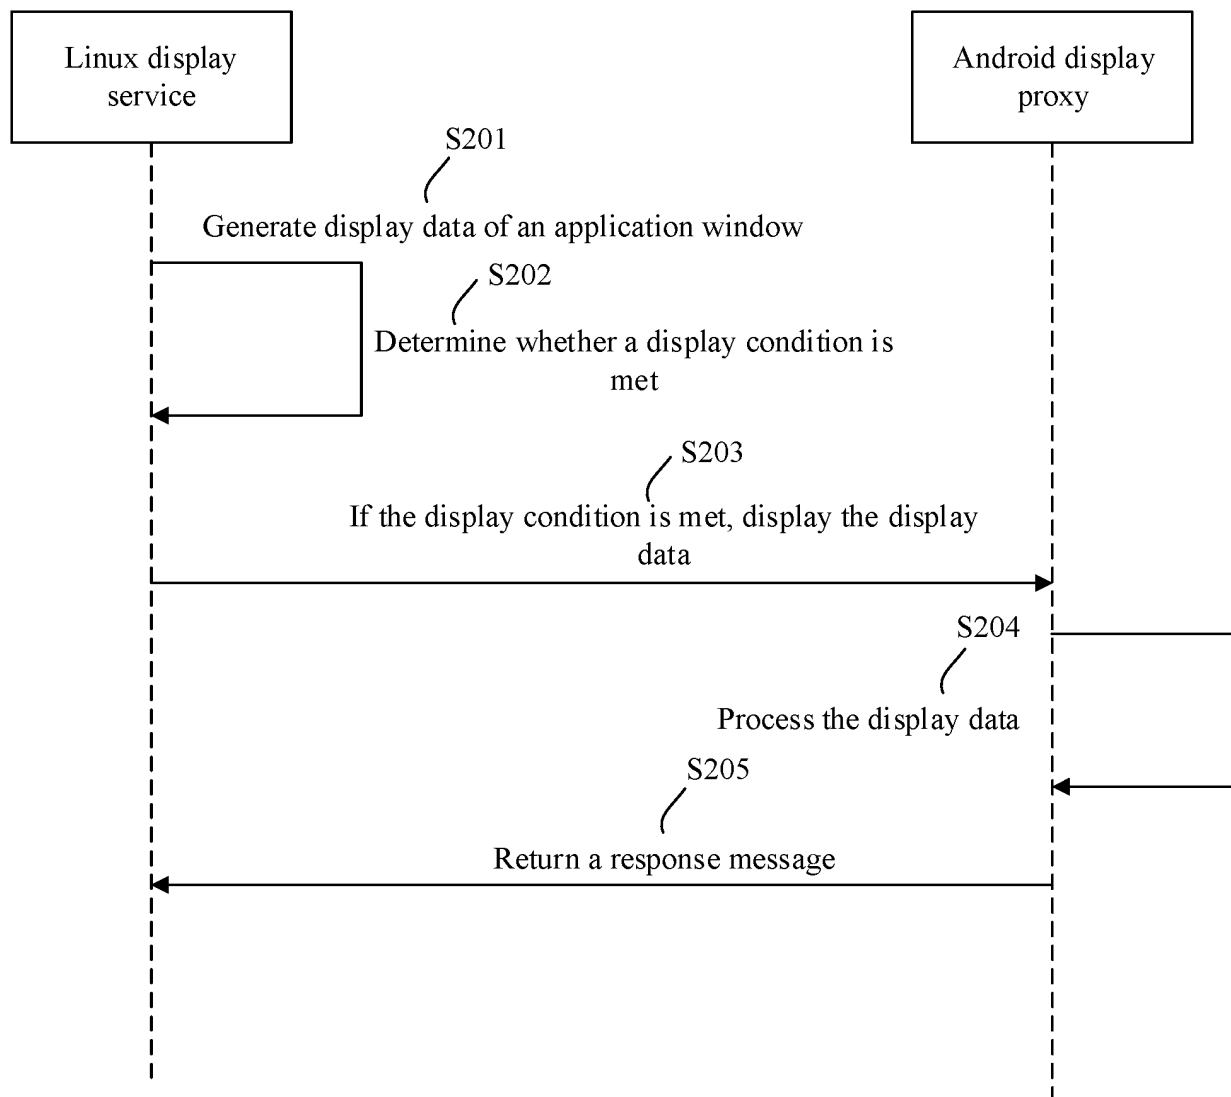 Linux display
service
Android display
proxy
S201
Generate display data of an application window
S202
Determine whether a display condition is
met
S203
If the display condition is met, display the display
data
S204
Process the display data
S205
Return a response message